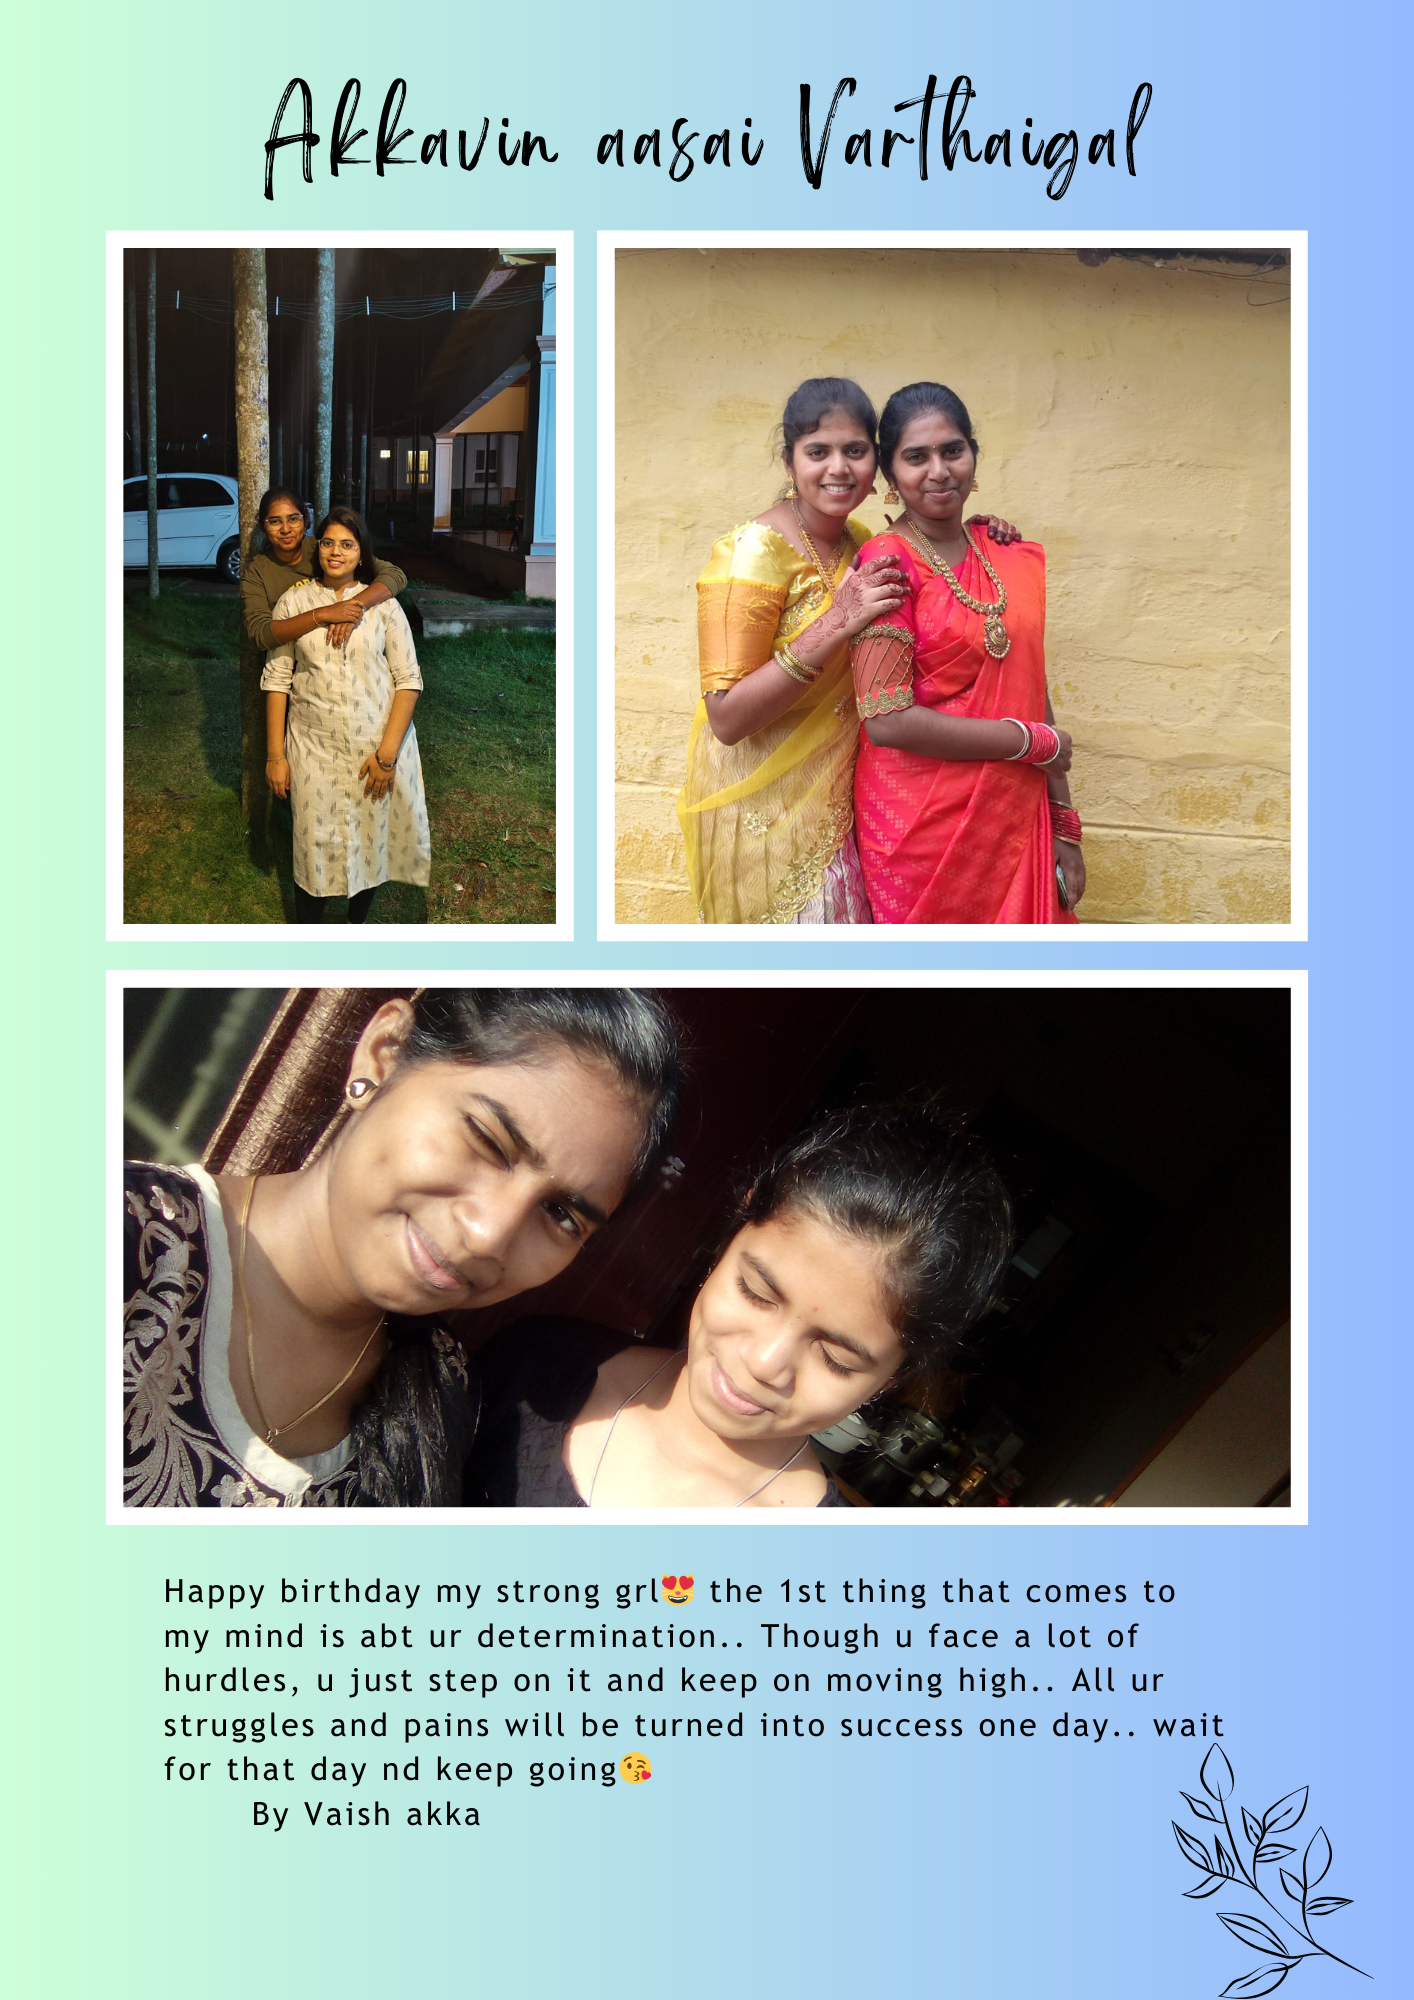 Akkavin aasai Varthaigal
Happy birthday my strong grl😻 the 1st thing that comes to
my mind is abt ur determination.. Though u face a lot of
hurdles, u just step on it and keep on moving high.. All ur
struggles and pains will be turned into success one day.. wait
for that day nd keep going😘
By Vaish akka